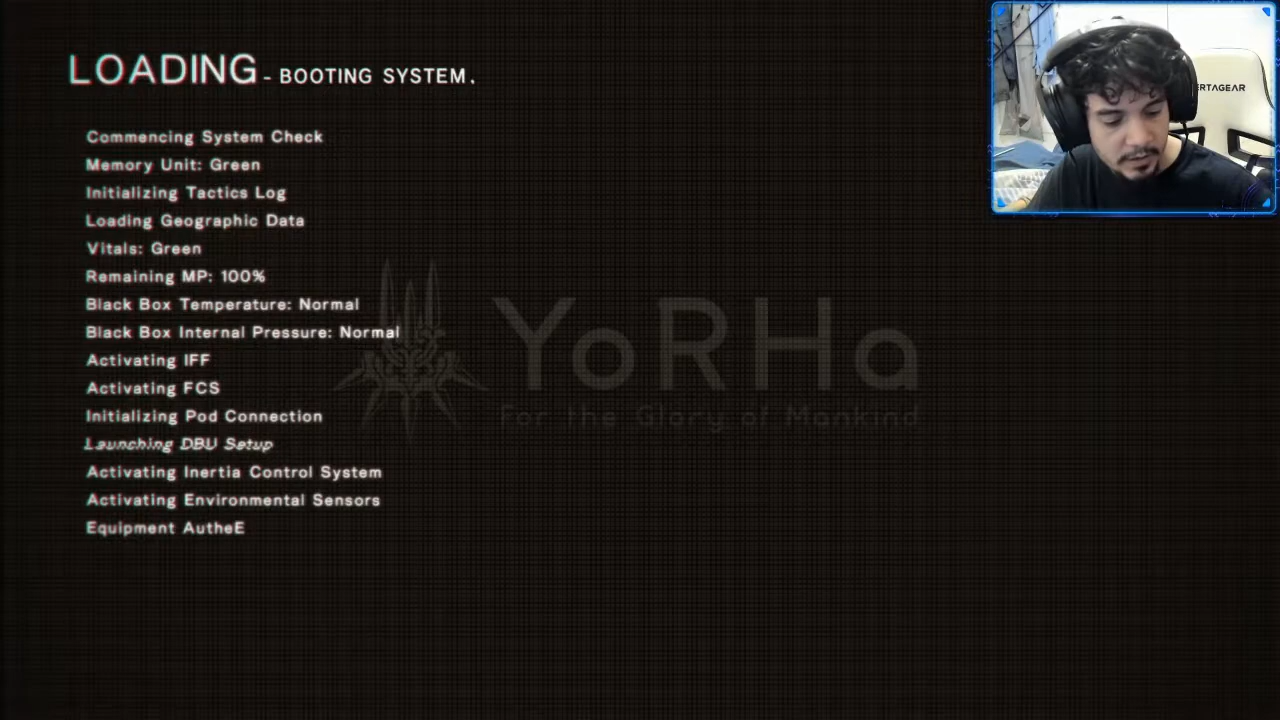 LOADING - BOOTING SYSTEM.
Commencing System Check
Memory Unit: Green
Initializing Tactics Log
Loading Geographic Data
Vitals: Green
Remaining MP: 100%
Black Box Temperature: Normal
Black Box Internal Pressure: Normal
Activating IFF
Activating FCS
Initializing Pod Connection
Launching DBU Setup
Activating Inertia Control System
Activating Environmental Sensors
Equipment AutheE
YoRHa
For the Glory of Mankind
ERTAGEAR